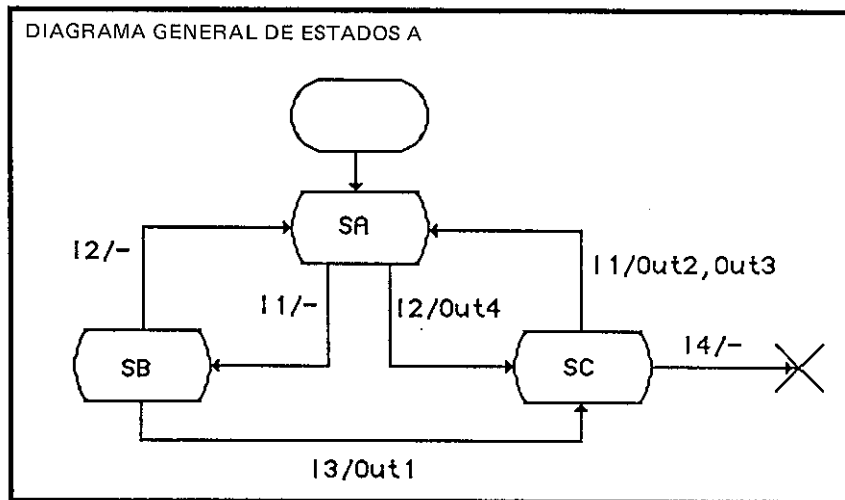 DIAGRAMA GENERAL DE ESTADOS A
SA
I2/-
I1/Out2,Out3
I1/-
I2/Out4
I4/-
SB
SC
I3/Out1